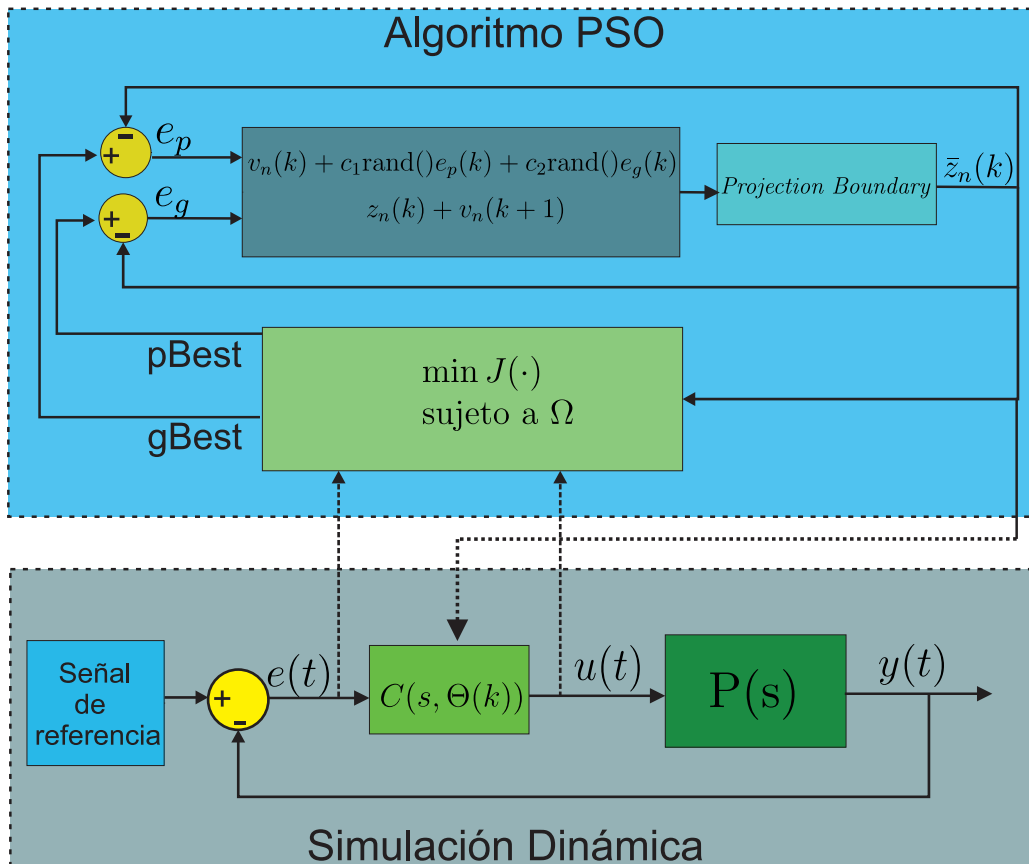 Algoritmo PSO
−
+
e_p
+
−
e_g
v_n(k) + c_1rand()e_p(k) + c_2rand()e_g(k)
z_n(k) + v_n(k + 1)
Projection Boundary
z̄_n(k)
pBest
gBest
min J(·)
sujeto a Ω
Señal
de
referencia
+
−
e(t)
C(s, Θ(k))
u(t)
P(s)
y(t)
Simulación Dinámica